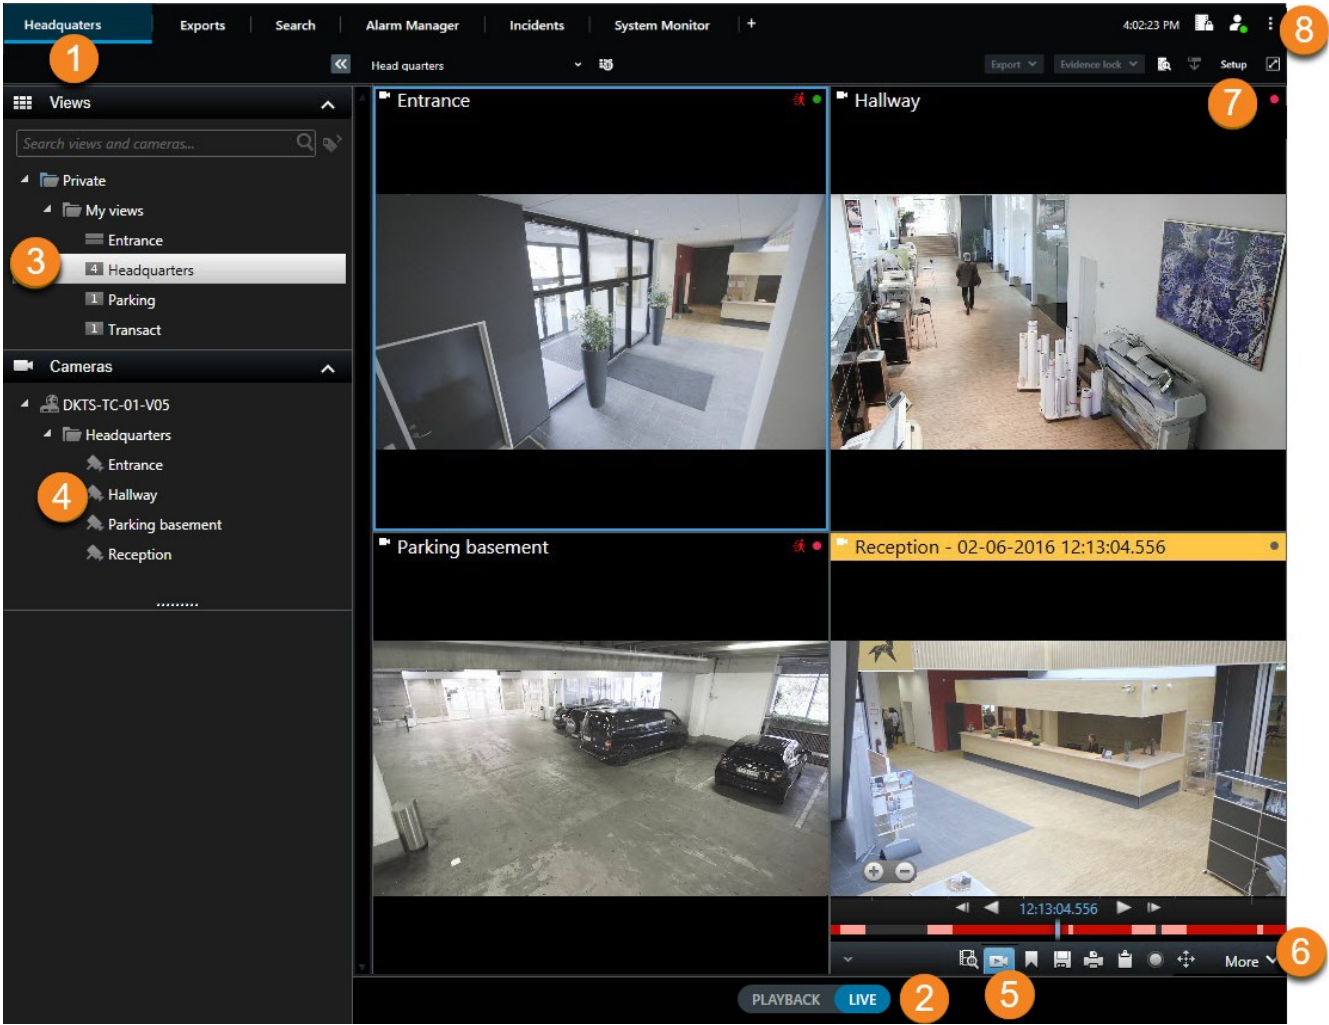 Headquaters
Exports
Search
Alarm Manager
Incidents
System Monitor
+
4:02:23 PM
8
1
Head quarters
Export
Evidence lock
Setup
7
Views
Search views and cameras...
Private
My views
Entrance
3
4 Headquarters
1 Parking
1 Transact
Cameras
DKTS-TC-01-V05
Headquarters
Entrance
4
Hallway
Parking basement
Reception
Entrance
Hallway
Parking basement
Reception - 02-06-2016 12:13:04.556
12:13:04.556
More
6
5
PLAYBACK
LIVE
2